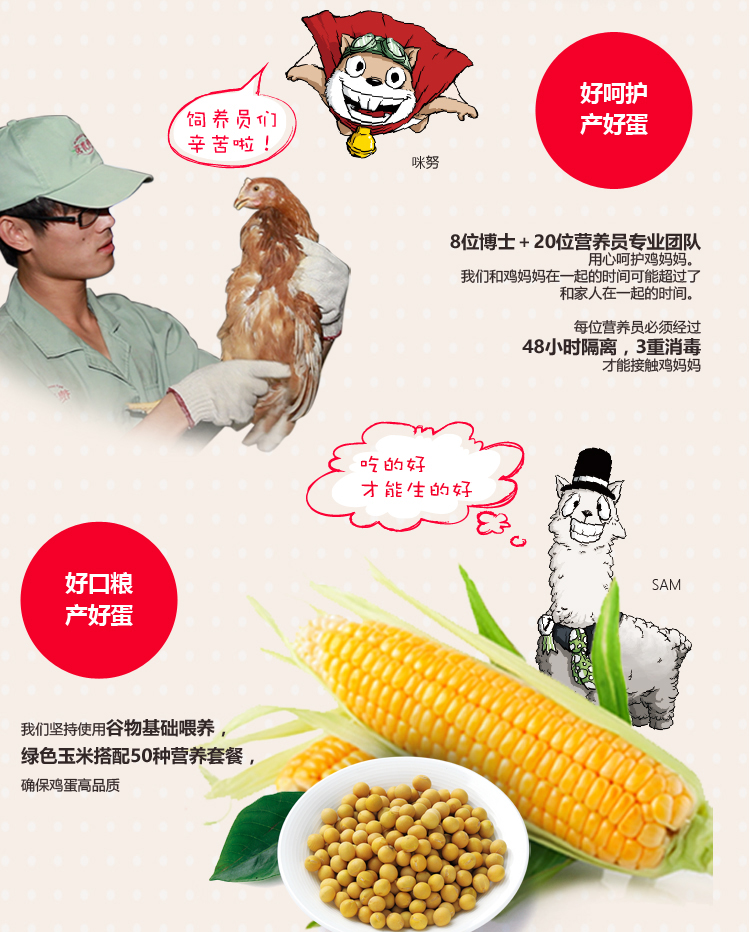 饲养员们
辛苦啦！
咪努
好呵护
产好蛋
8位博士＋20位营养员专业团队
用心呵护鸡妈妈。
我们和鸡妈妈在一起的时间可能超过了
和家人在一起的时间。
每位营养员必须经过
48小时隔离，3重消毒
才能接触鸡妈妈
吃的好
才能生的好
SAM
好口粮
产好蛋
我们坚持使用谷物基础喂养，
绿色玉米搭配50种营养套餐，
确保鸡蛋高品质